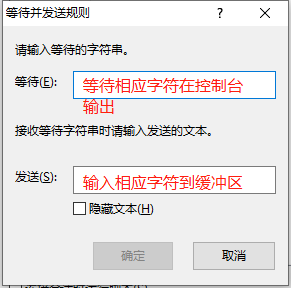 等待并发送规则
请输入等待的字符串。
等待(E):
等待相应字符在控制台
输出
接收等待字符串时请输入发送的文本。
发送(S):
输入相应字符到缓冲区
隐藏文本(H)
确定
取消